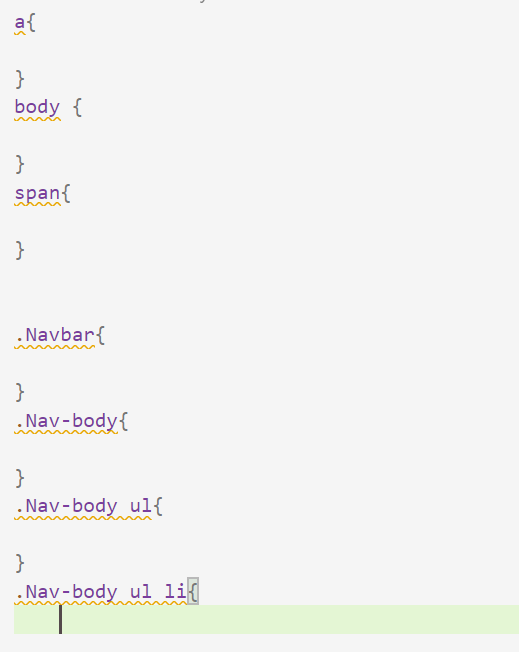 a{
}
body {
}
span{
}
.Navbar{
}
.Nav-body{
}
.Nav-body ul{
}
.Nav-body ul li{